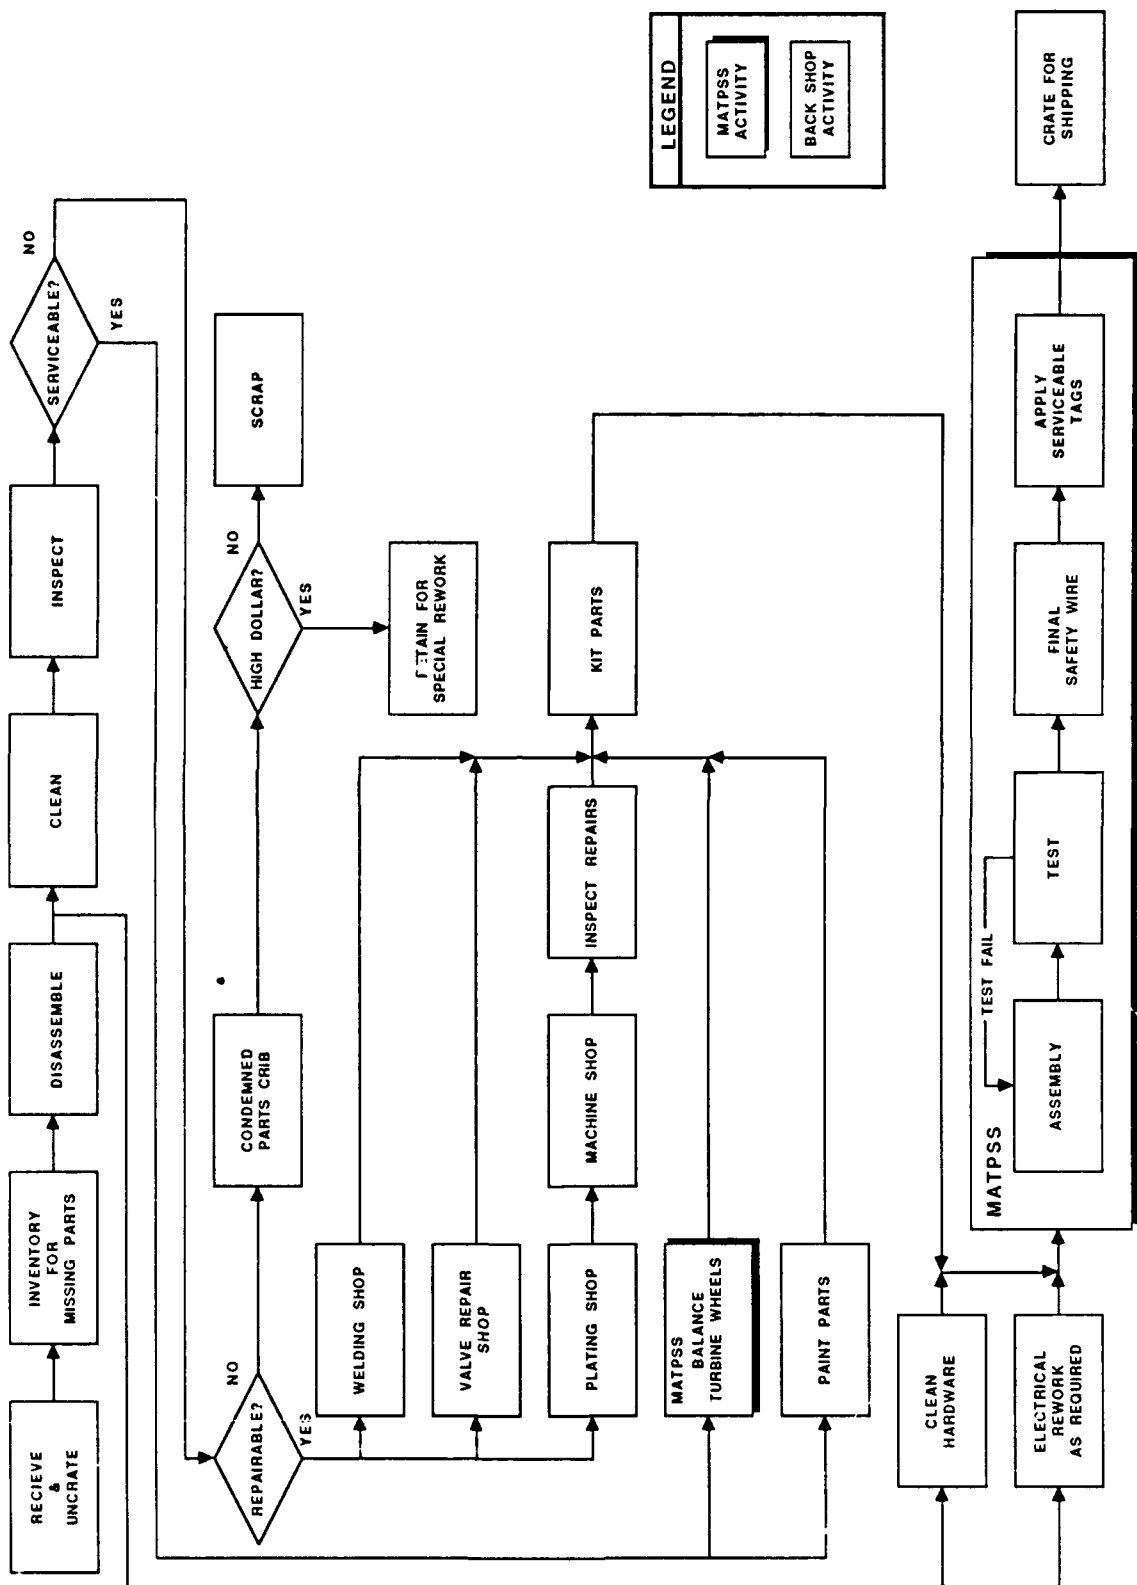 RECIEVE
&
UNCRATE
INVENTORY
FOR
MISSING PARTS
DISASSEMBLE
CLEAN
INSPECT
SERVICEABLE?
NO
YES
REPAIRABLE?
NO
YES
CONDEMNED
PARTS CRIB
HIGH DOLLAR?
NO
YES
SCRAP
SPECIAL REWORK
WELDING SHOP
VALVE REPAIR
SHOP
PLATING SHOP
MACHINE SHOP
INSPECT REPAIRS
KIT PARTS
MATPSS
BALANCE
TURBINE WHEELS
PAINT PARTS
LEGEND
MATPSS
ACTIVITY
BACK SHOP
ACTIVITY
CLEAN
HARDWARE
ELECTRICAL
REWORK
AS REQUIRED
MATPSS
TEST FAIL
ASSEMBLY
TEST
FINAL
SAFETY WIRE
APPLY
SERVICEABLE
TAGS
CRATE FOR
SHIPPING